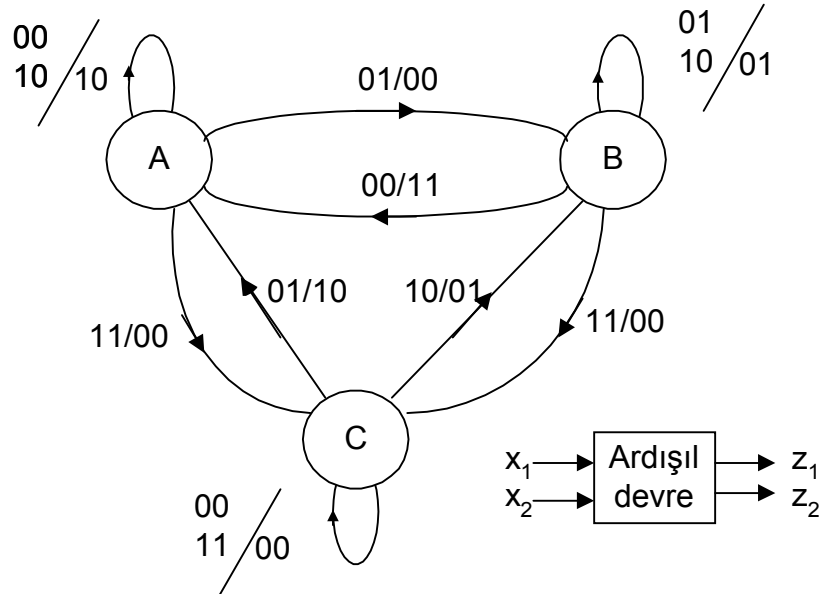 00
10 / 10
01/00
01
10 / 01
A
B
00/11
11/00
01/10
10/01
11/00
C
00
11 / 00
x1
x2
Ardışıl
devre
z1
z2